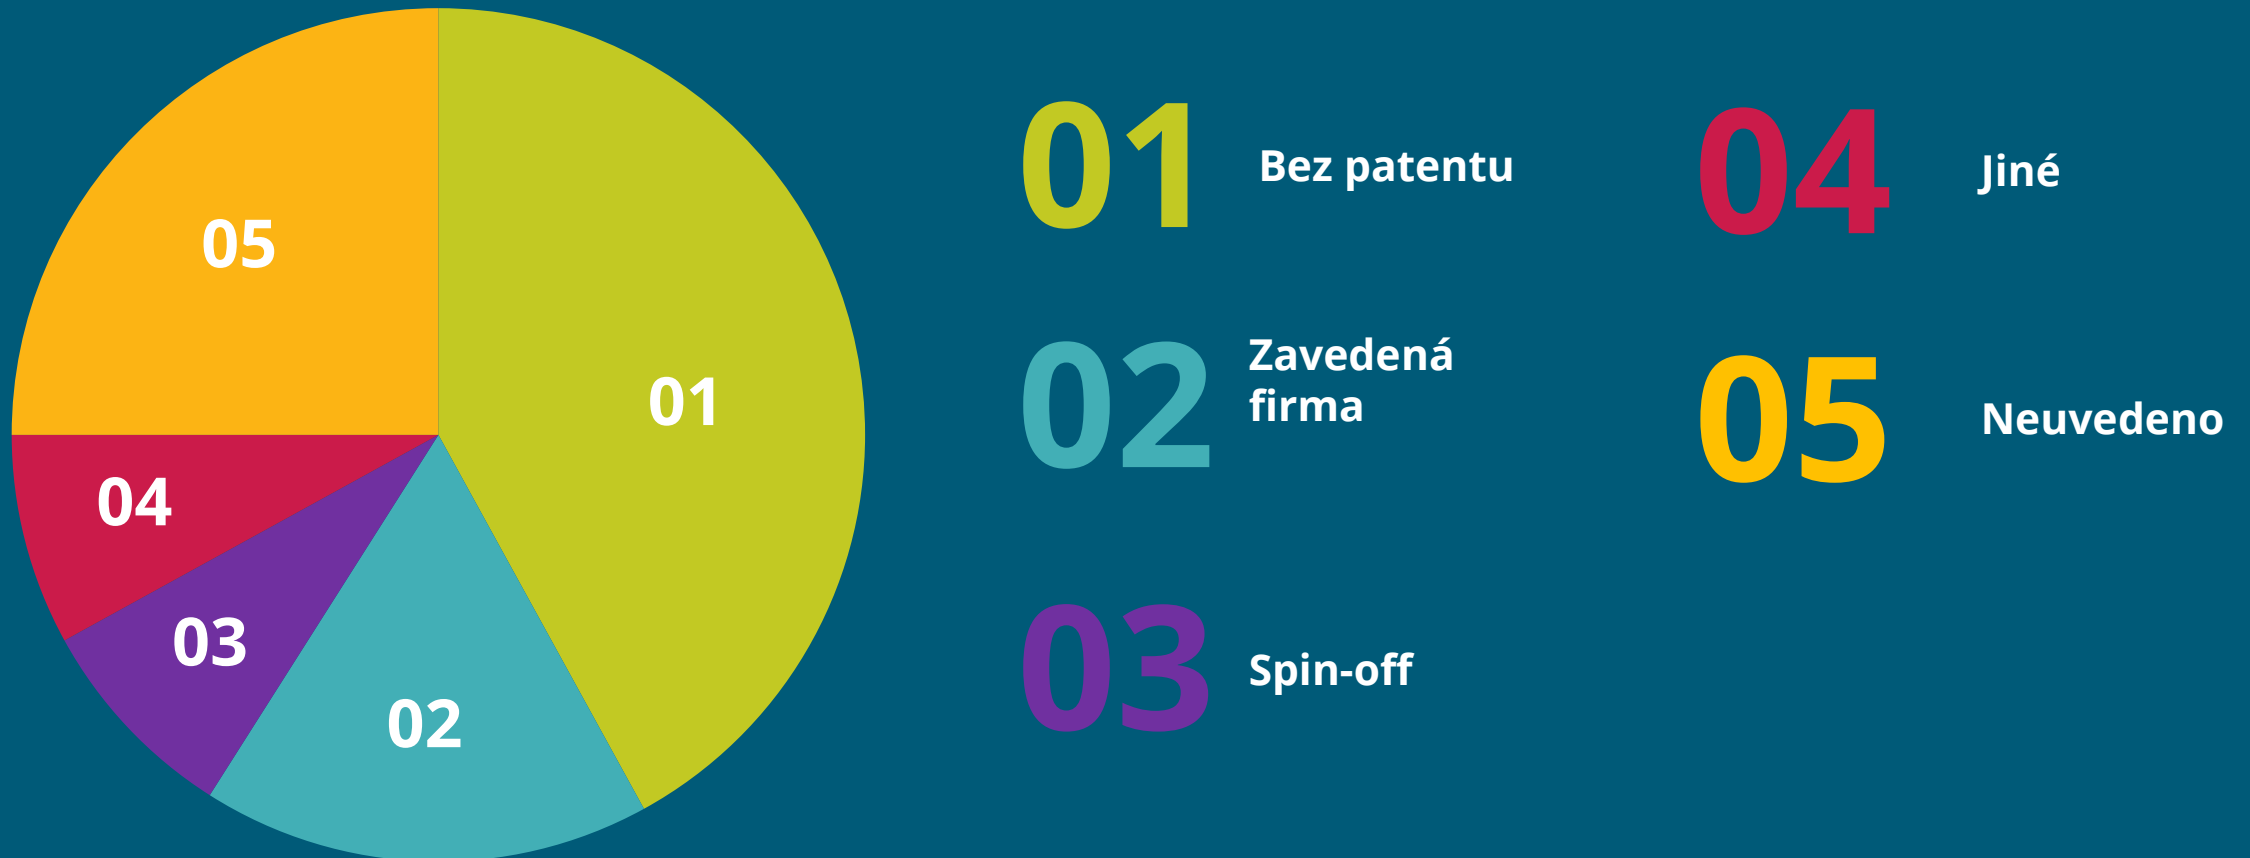 05
01
04
03
02
01
Bez patentu
02
Zavedená
firma
03
Spin-off
04
Jiné
05
Neuvedeno